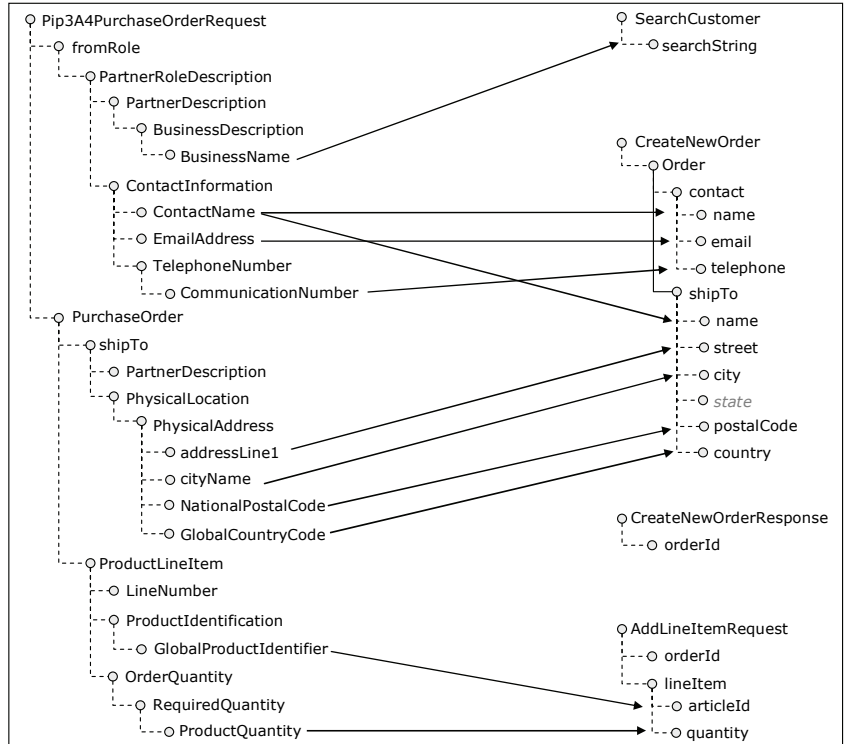 Pip3A4PurchaseOrderRequest
fromRole
PartnerRoleDescription
PartnerDescription
BusinessDescription
BusinessName
ContactInformation
ContactName
EmailAddress
TelephoneNumber
CommunicationNumber
PurchaseOrder
shipTo
PartnerDescription
PhysicalLocation
PhysicalAddress
addressLine1
cityName
NationalPostalCode
GlobalCountryCode
ProductLineItem
LineNumber
ProductIdentification
GlobalProductIdentifier
OrderQuantity
RequiredQuantity
ProductQuantity
SearchCustomer
searchString
CreateNewOrder
Order
contact
name
email
telephone
shipTo
name
street
city
state
postalCode
country
CreateNewOrderResponse
orderId
AddLineItemRequest
orderId
lineItem
articleId
quantity